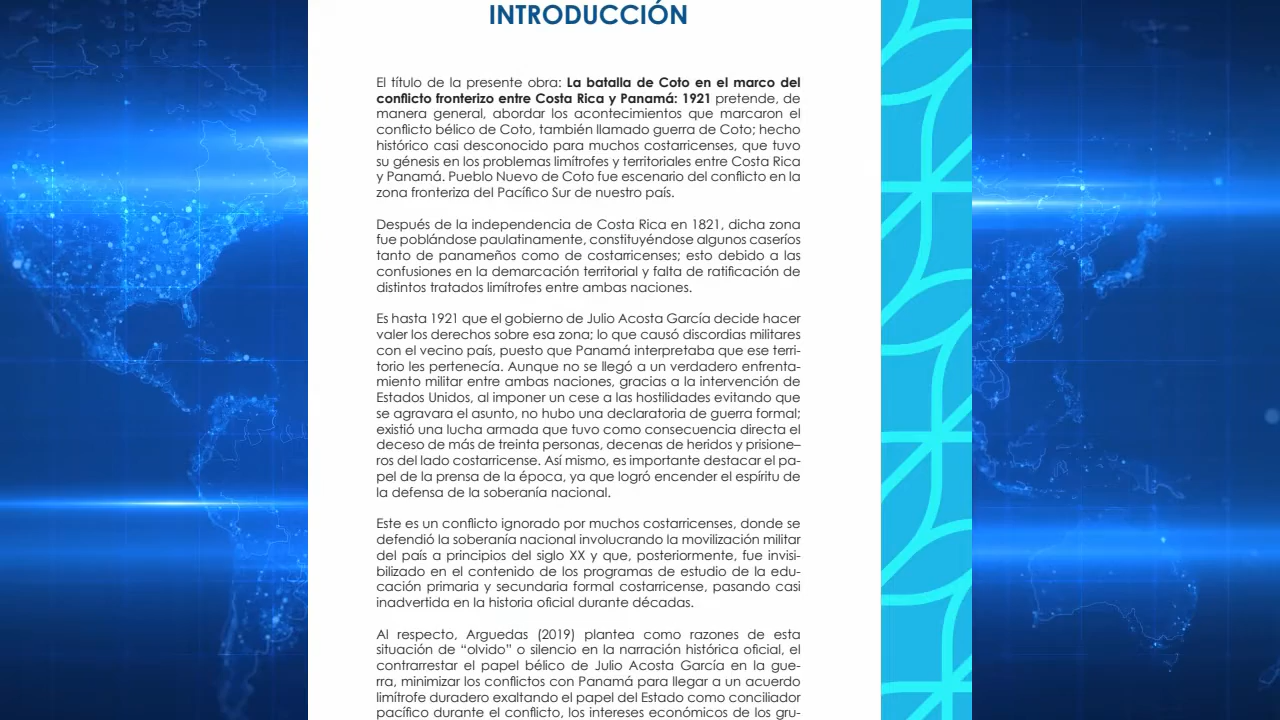 INTRODUCCIÓN
El título de la presente obra: La batalla de Coto en el marco del
conflicto fronterizo entre Costa Rica y Panamá: 1921 pretende, de
manera general, abordar los acontecimientos que marcaron el
conflicto bélico de Coto, también llamado guerra de Coto; hecho
histórico casi desconocido para muchos costarricenses, que tuvo
su génesis en los problemas limítrofes y territoriales entre Costa Rica
y Panamá. Pueblo Nuevo de Coto fue escenario del conflicto en la
zona fronteriza del Pacífico Sur de nuestro país.
Después de la independencia de Costa Rica en 1821, dicha zona
fue poblándose paulatinamente, constituyéndose algunos caseríos
tanto de panameños como de costarricenses; esto debido a las
confusiones en la demarcación territorial y falta de ratificación de
distintos tratados limítrofes entre ambas naciones.
Es hasta 1921 que el gobierno de Julio Acosta García decide hacer
valer los derechos sobre esa zona; lo que causó discordias militares
con el vecino país, puesto que Panamá interpretaba que ese terri-
torio les pertenecía. Aunque no se llegó a un verdadero enfrenta-
miento militar entre ambas naciones, gracias a la intervención de
Estados Unidos, al imponer un cese a las hostilidades evitando que
se agravara el asunto, no hubo una declaratoria de guerra formal;
existió una lucha armada que tuvo como consecuencia directa el
deceso de más de treinta personas, decenas de heridos y prisione–
ros del lado costarricense. Así mismo, es importante destacar el pa-
pel de la prensa de la época, ya que logró encender el espíritu de
la defensa de la soberanía nacional.
Este es un conflicto ignorado por muchos costarricenses, donde se
defendió la soberanía nacional involucrando la movilización militar
del país a principios del siglo XX y que, posteriormente, fue invisi-
bilizado en el contenido de los programas de estudio de la edu-
cación primaria y secundaria formal costarricense, pasando casi
inadvertida en la historia oficial durante décadas.
Al respecto, Arguedas (2019) plantea como razones de esta
situación de “olvido” o silencio en la narración histórica oficial, el
contrarrestar el papel bélico de Julio Acosta García en la gue-
rra, minimizar los conflictos con Panamá para llegar a un acuerdo
limítrofe duradero exaltando el papel del Estado como conciliador
pacífico durante el conflicto, los intereses económicos de los gru-